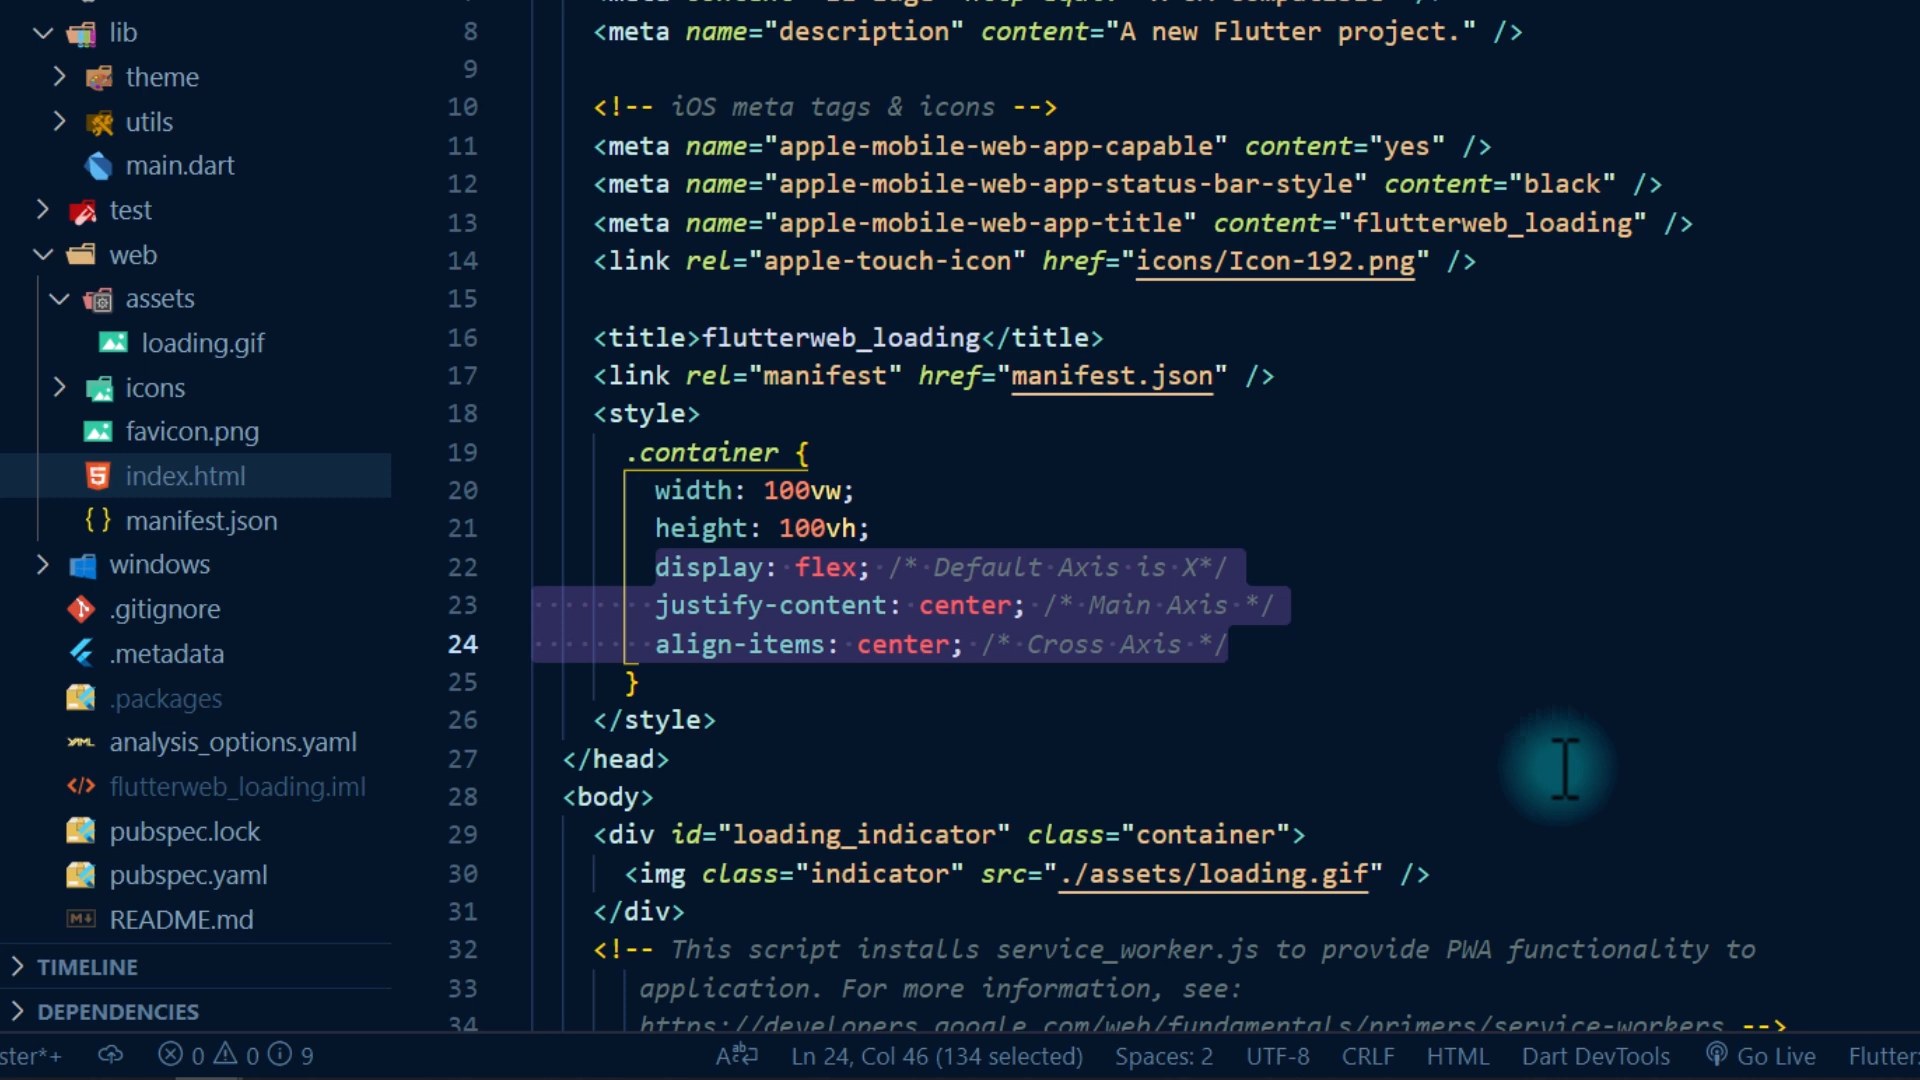 lib
theme
utils
main.dart
test
web
assets
loading.gif
icons
favicon.png
index.html
manifest.json
windows
.gitignore
.metadata
.packages
analysis_options.yaml
flutterweb_loading.iml
pubspec.lock
pubspec.yaml
README.md
TIMELINE
DEPENDENCIES
8 <meta name="description" content="A new Flutter project." />
9
10 <!-- iOS meta tags & icons -->
11 <meta name="apple-mobile-web-app-capable" content="yes" />
12 <meta name="apple-mobile-web-app-status-bar-style" content="black" />
13 <meta name="apple-mobile-web-app-title" content="flutterweb_loading" />
14 <link rel="apple-touch-icon" href="icons/Icon-192.png" />
15
16 <title>flutterweb_loading</title>
17 <link rel="manifest" href="manifest.json" />
18 <style>
19 .container {
20 width: 100vw;
21 height: 100vh;
22 display: flex; /* Default Axis is X*/
23 justify-content: center; /* Main Axis */
24 align-items: center; /* Cross Axis */
25 }
26 </style>
27 </head>
28 <body>
29 <div id="loading_indicator" class="container">
30 <img class="indicator" src="./assets/loading.gif" />
31 </div>
32 <!-- This script installs service_worker.js to provide PWA functionality to
33 application. For more information, see:
34 https://developers.google.com/web/fundamentals/primers/service-workers -->
ster*+ 0 0 9 Ln 24, Col 46 (134 selected) Spaces: 2 UTF-8 CRLF HTML Dart DevTools Go Live Flutter: